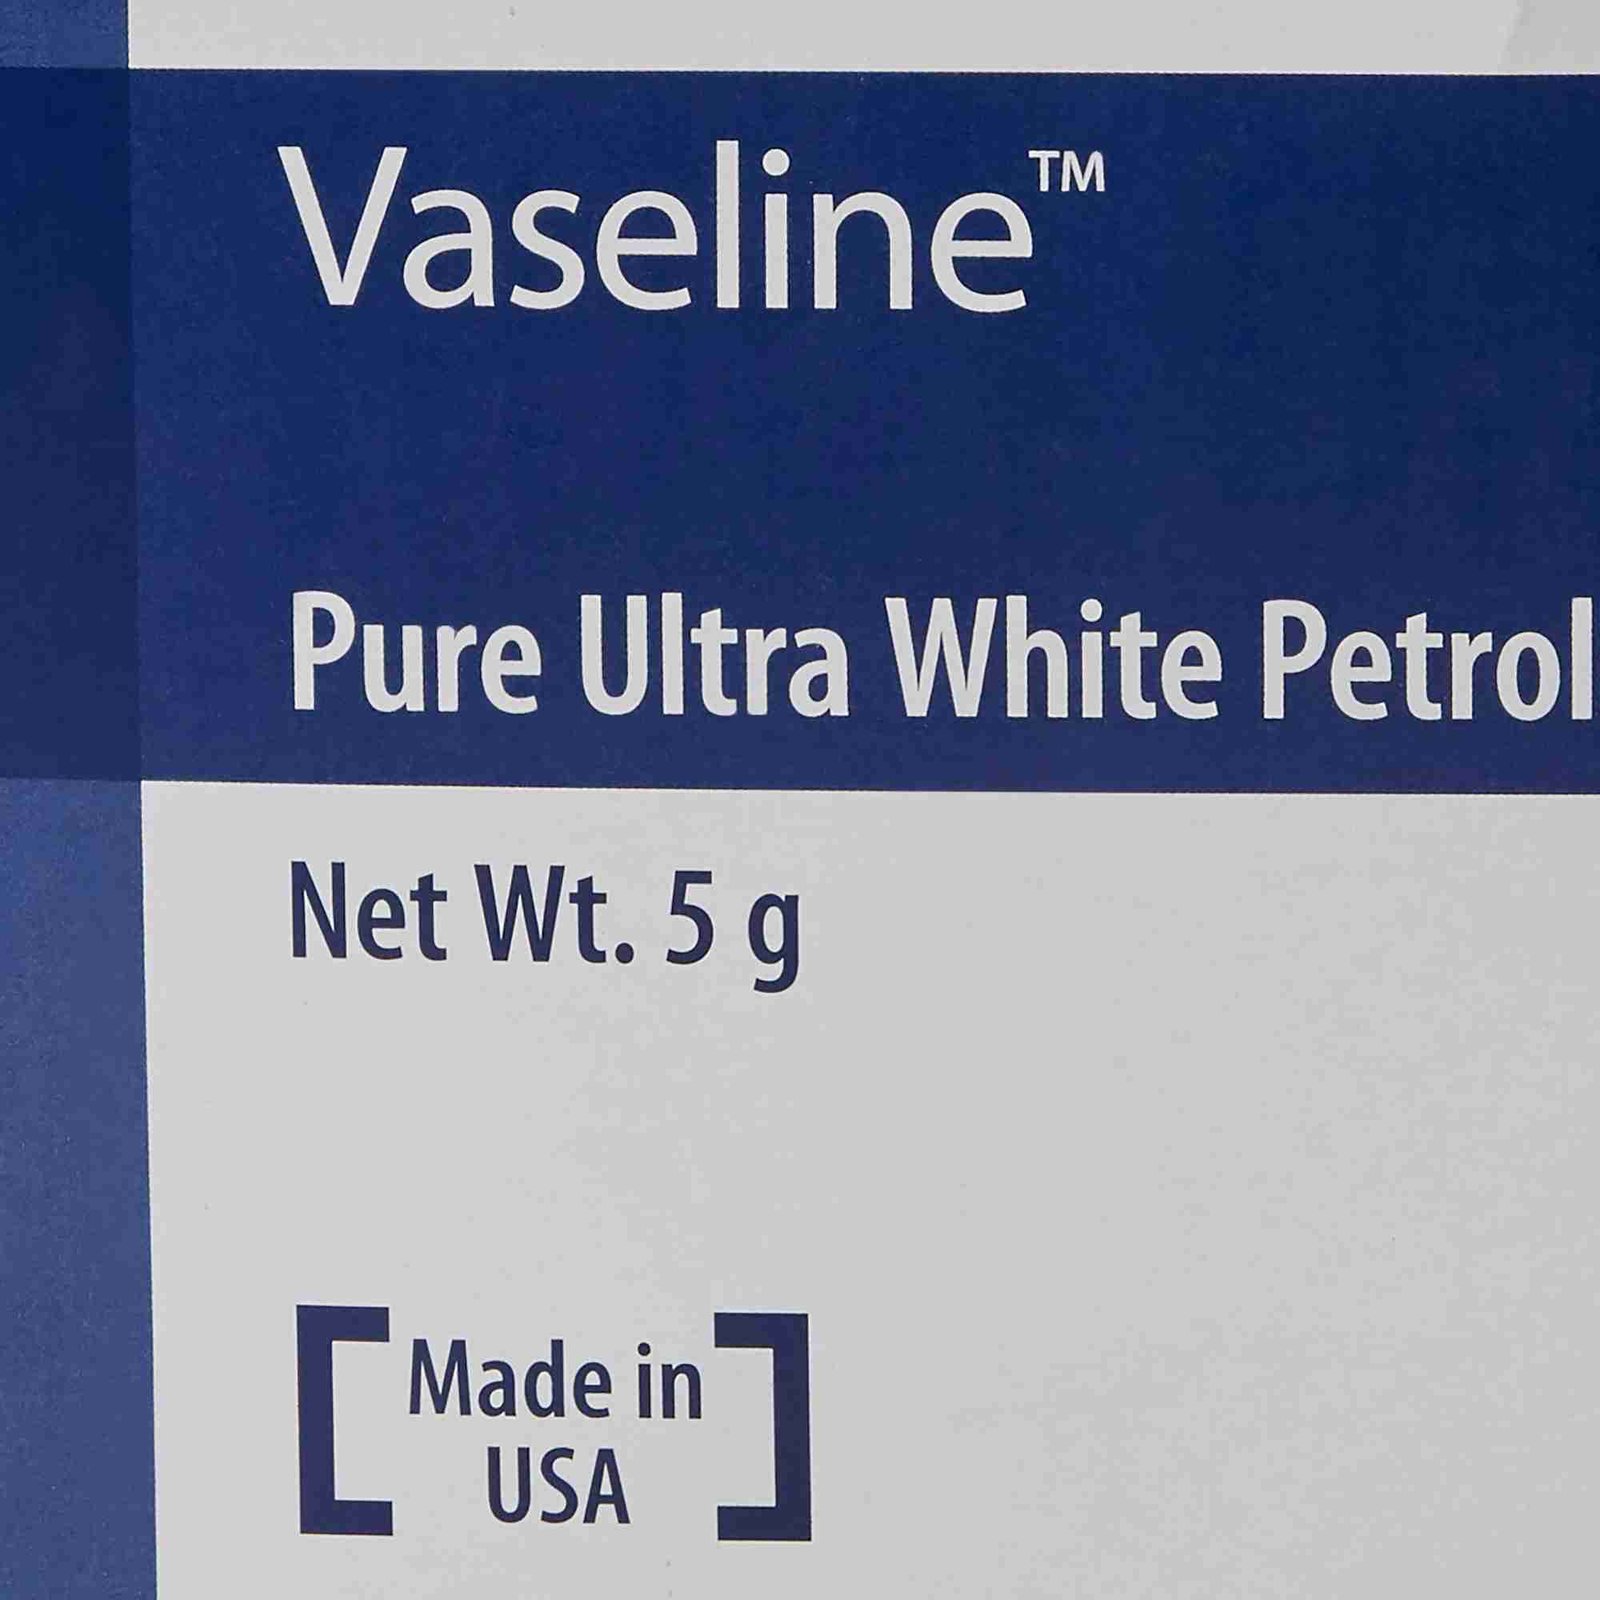 Vaseline™
Pure Ultra White Petrol
Net Wt. 5 g
Made in
USA